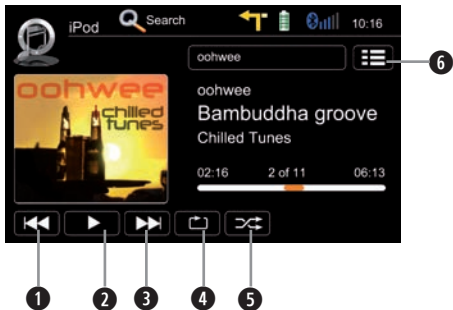 iPod
Search
10:16
oohwee
oohwee
chilled
tunes
oohwee
Bambuddha groove
Chilled Tunes
02:16 2 of 11 06:13
6
1 2 3 4 5